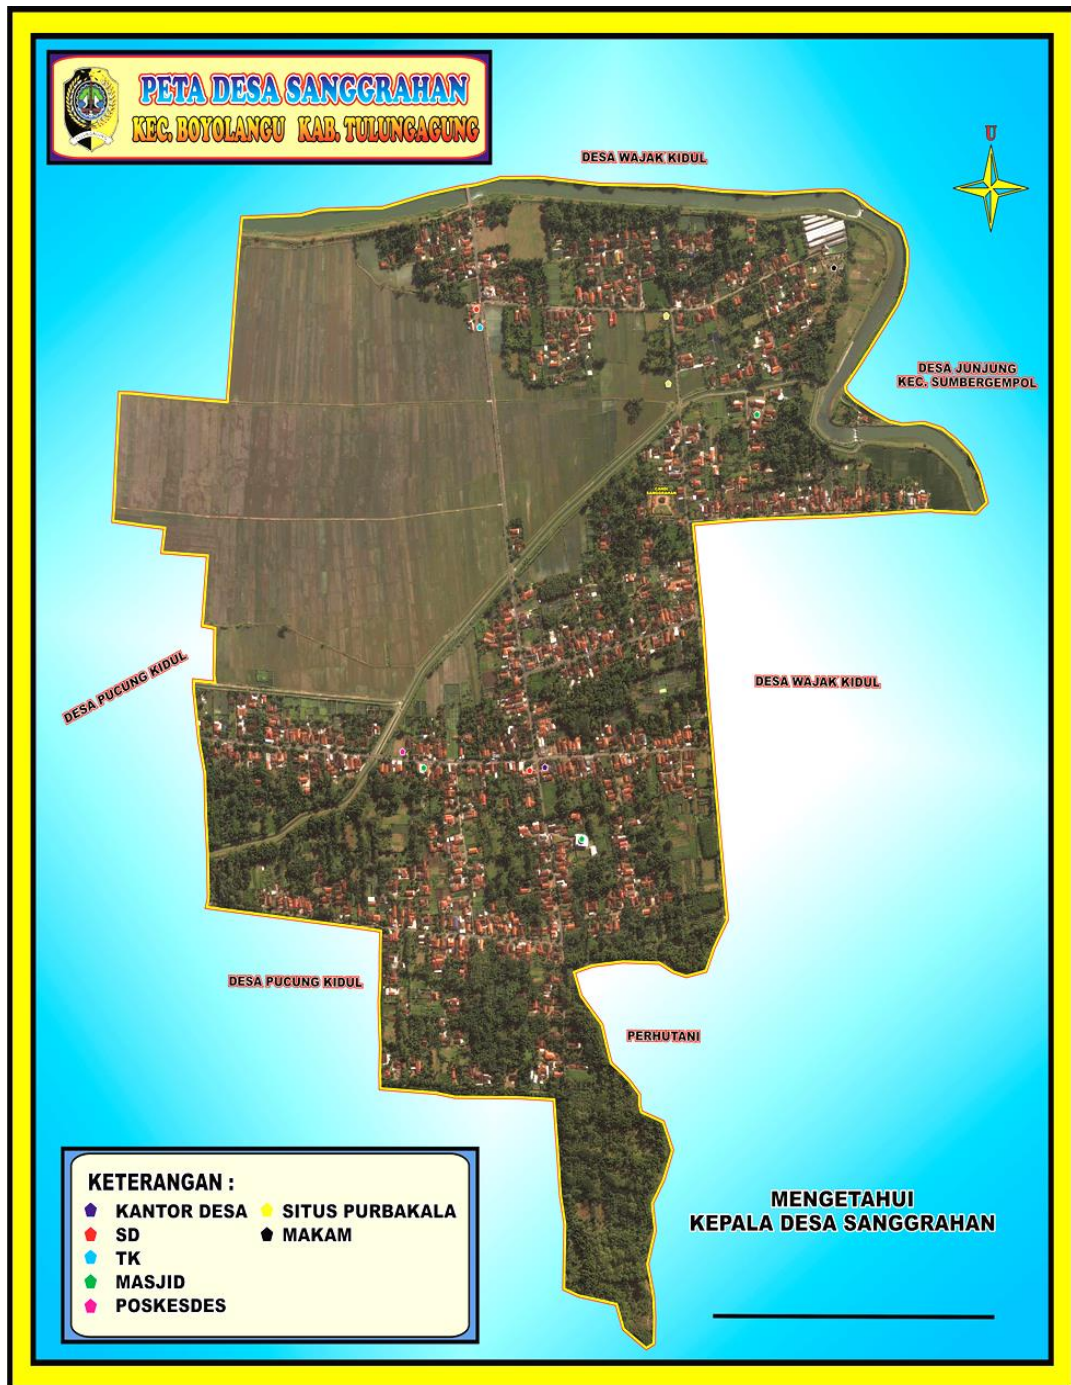 PETA DESA SANGGRAHAN
KEC. BOYOLANGU KAB. TULUNGAGUNG
DESA WAJAK KIDUL
U
DESA JUNJUNG
KEC. SUMBERGEMPOL
CANDI
SANGGRAHAN
DESA PUCUNG KIDUL
DESA WAJAK KIDUL
DESA PUCUNG KIDUL
PERHUTANI
KETERANGAN :
KANTOR DESA
SD
TK
MASJID
POSKESDES
SITUS PURBAKALA
MAKAM
MENGETAHUI
KEPALA DESA SANGGRAHAN